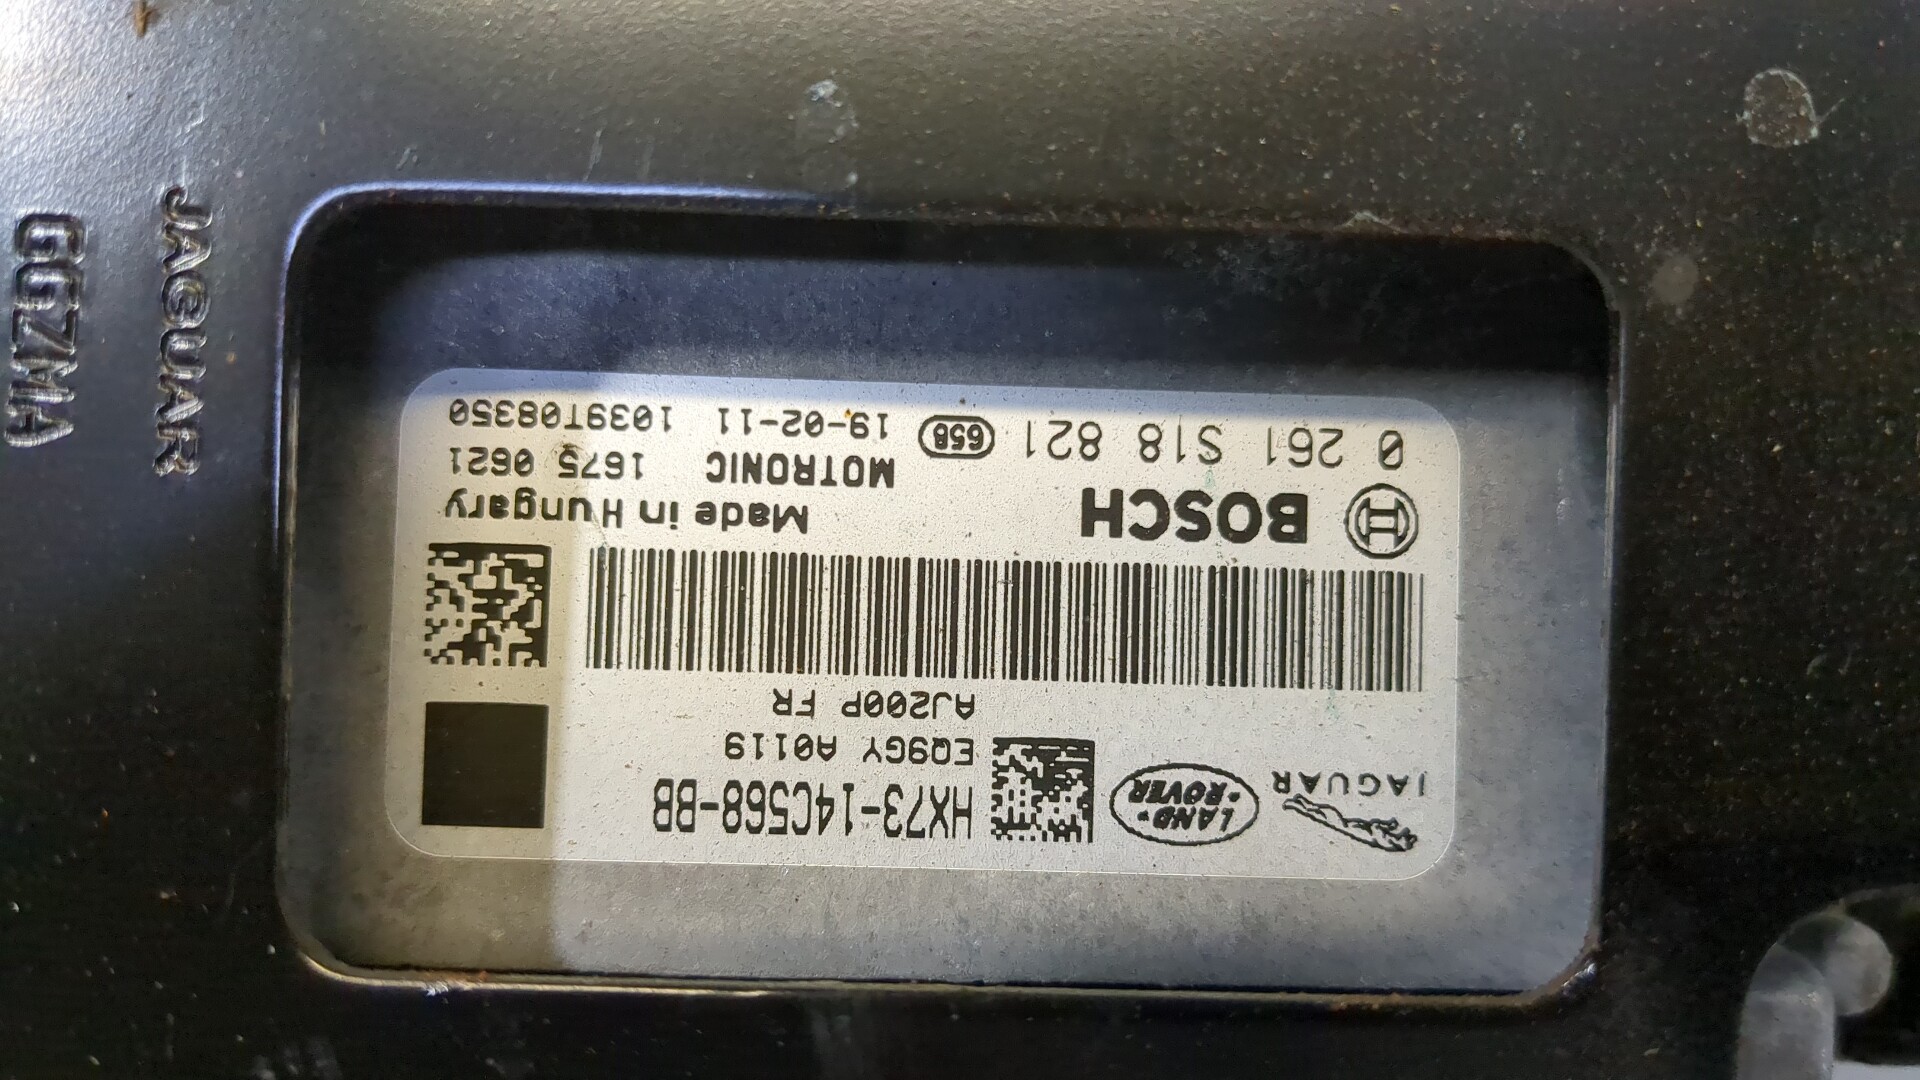 JAGUAR
LAND-
ROVER
HX73-14C568-BB
EQ9GY A0119
AJ200P FR
BOSCH
Made in Hungary
MOTRONIC 1675 0621
0 261 S18 821 658 19-02-11 1039T08350
JAGUAR
GGZMA